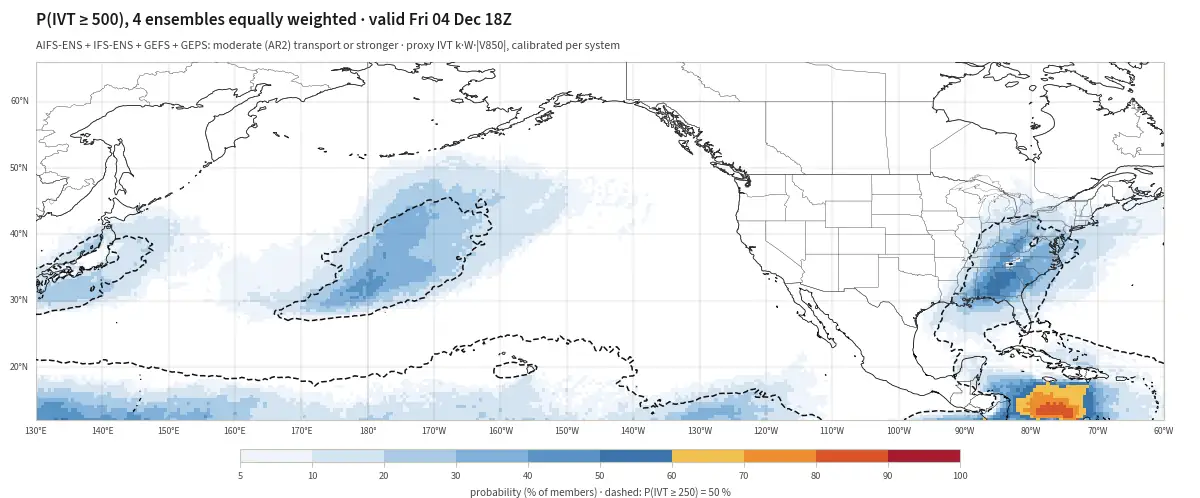 P(IVT ≥ 500), 4 ensembles equally weighted · valid Fri 04 Dec 18Z
AIFS-ENS + IFS-ENS + GEFS + GEPS: moderate (AR2) transport or stronger · proxy IVT k·W·|V850|, calibrated per system
60°N
50°N
40°N
30°N
20°N
130°E 140°E 150°E 160°E 170°E 180° 170°W 160°W 150°W 140°W 130°W 120°W 110°W 100°W 90°W 80°W 70°W 60°W
5 10 20 30 40 50 60 70 80 90 100
probability (% of members) · dashed: P(IVT ≥ 250) = 50 %